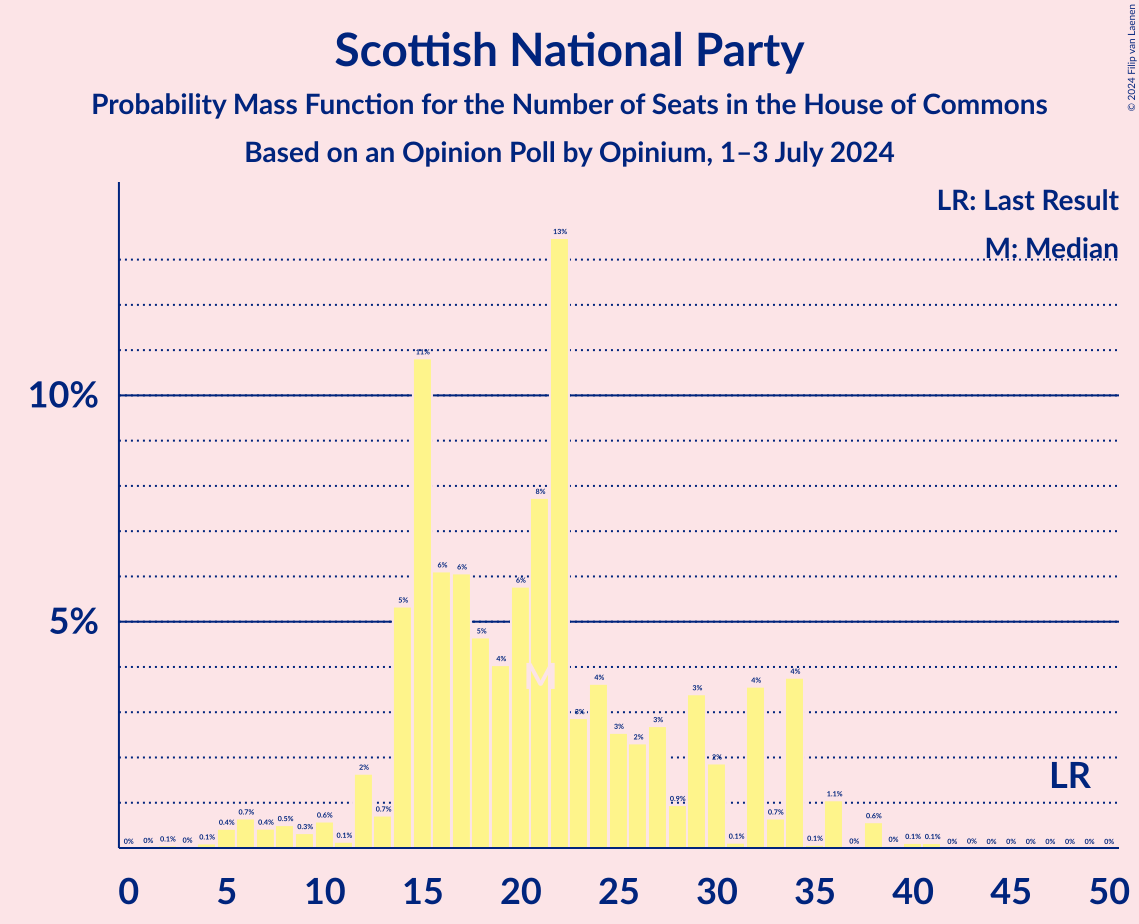 Scottish National Party
Probability Mass Function for the Number of Seats in the House of Commons
Based on an Opinion Poll by Opinium, 1–3 July 2024
© 2024 Filip van Laenen
LR: Last Result
M: Median
10%
5%
0% 0% 0.1% 0% 0.1% 0.4% 0.7% 0.4% 0.5% 0.3% 0.6% 0.1% 2% 0.7% 5% 11% 6% 6% 5% 4% 6% 8% 13% 3% 4% 3% 2% 3% 0.9% 3% 2% 0.1% 4% 0.7% 4% 0.1% 1.1% 0% 0.6% 0% 0.1% 0.1% 0% 0% 0% 0% 0% 0% 0% 0% 0%
M
LR
0 5 10 15 20 25 30 35 40 45 50